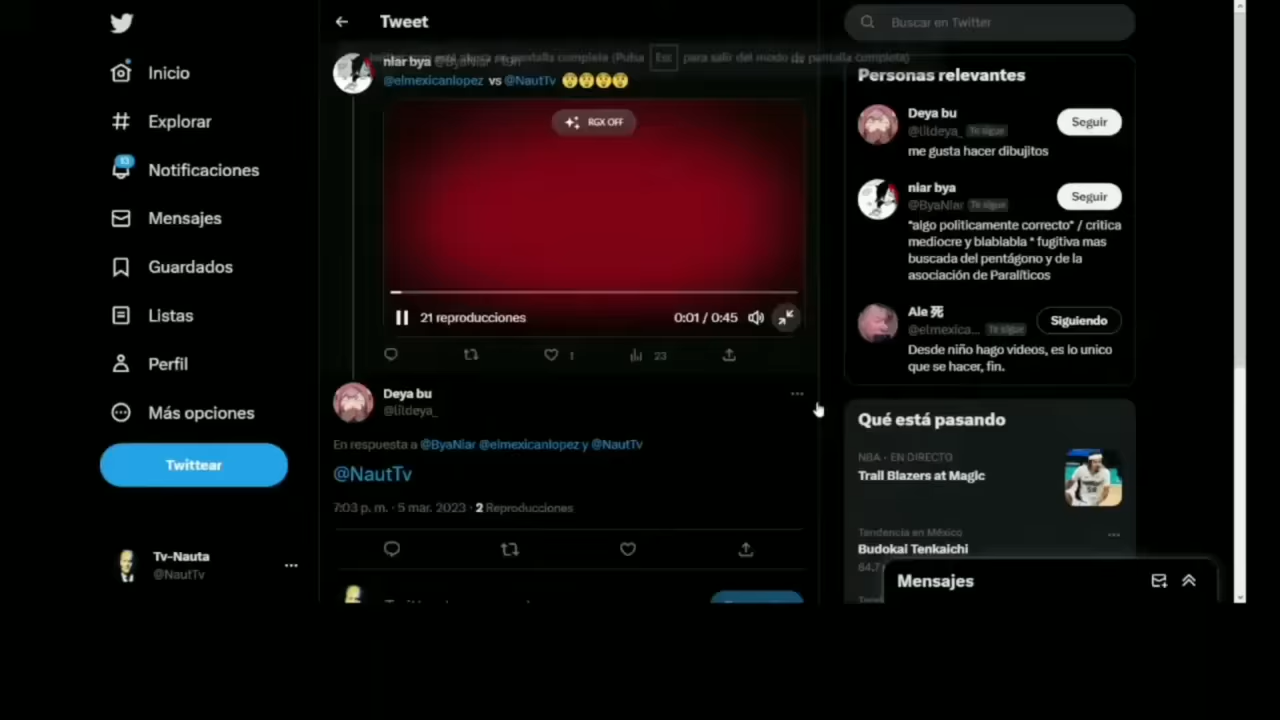 Inicio
Explorar
Notificaciones
Mensajes
Guardados
Listas
Perfil
Más opciones
Twittear
Tv-Nauta
@NautTv
Tweet
pantalla completa (Pulsa Esc para salir del modo de pantalla completa)
niar bya @ByaNiar
@elmexicanlopez vs @NautTv 😲😲😲😲
RGX OFF
21 reproducciones
0:01 / 0:45
1
23
Deya bu
@lildeya_
En respuesta a @ByaNiar @elmexicanlopez y @NautTv
@NautTv
7:03 p. m. · 5 mar. 2023 · 2 Reproducciones
Buscar en Twitter
Personas relevantes
Deya bu
@lildeya_ Te sigue
Seguir
me gusta hacer dibujitos
niar bya
@ByaNiar Te sigue
Seguir
*algo politicamente correcto* / critica
mediocre y blablabla * fugitiva mas
buscada del pentágono y de la
asociación de Paralíticos
Ale 死
@elmexica... Te sigue
Siguiendo
Desde niño hago videos, es lo unico
que se hacer, fin.
Qué está pasando
NBA · EN DIRECTO
Trail Blazers at Magic
Tendencia en México
Budokai Tenkaichi
Mensajes